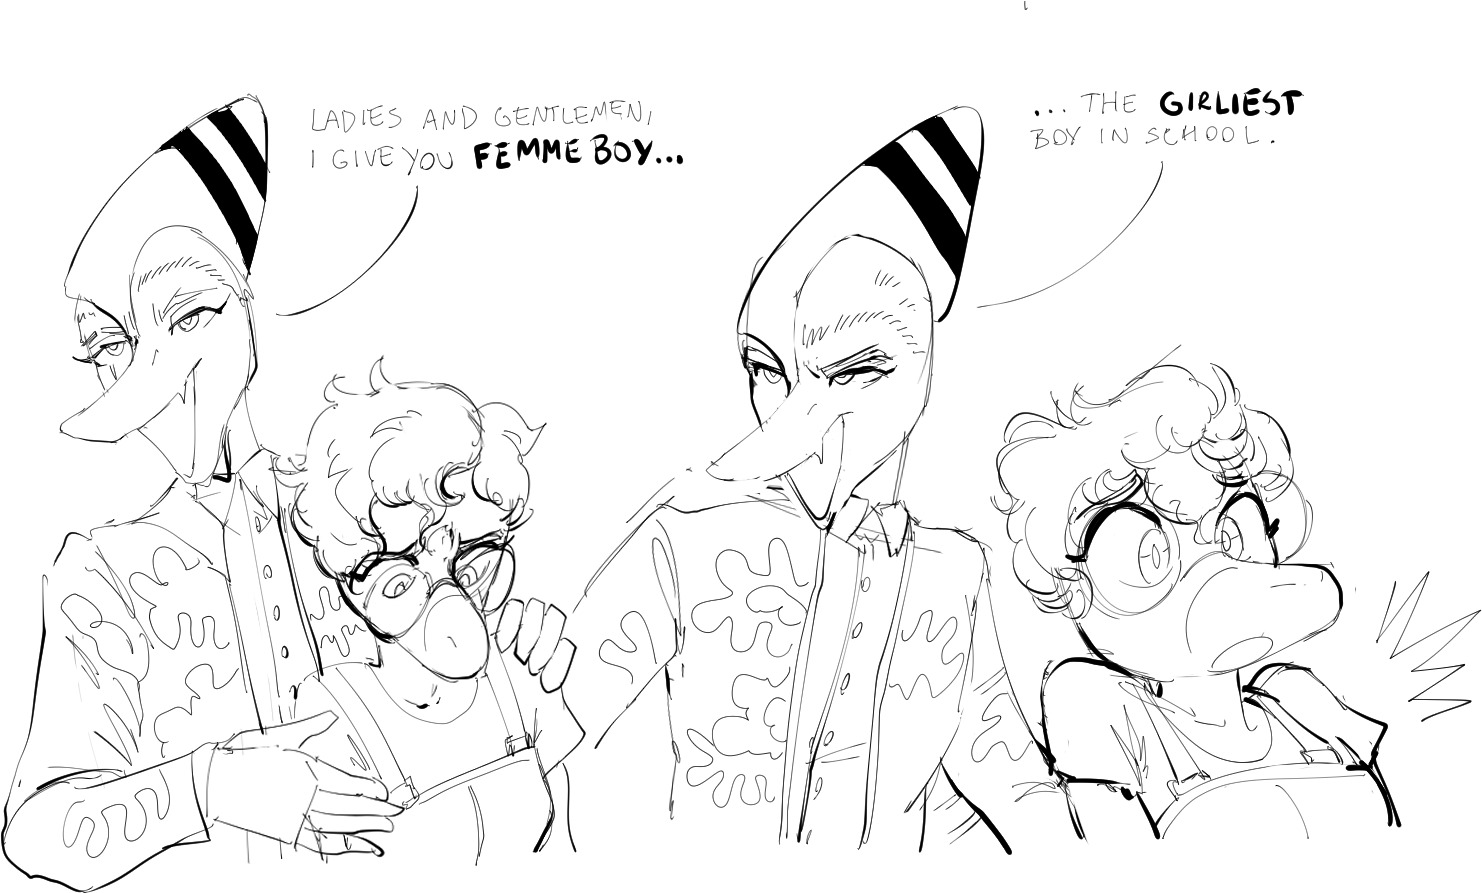 LADIES AND GENTLEMEN,
I GIVE YOU FEMME BOY...
... THE GIRLIEST
BOY IN SCHOOL.